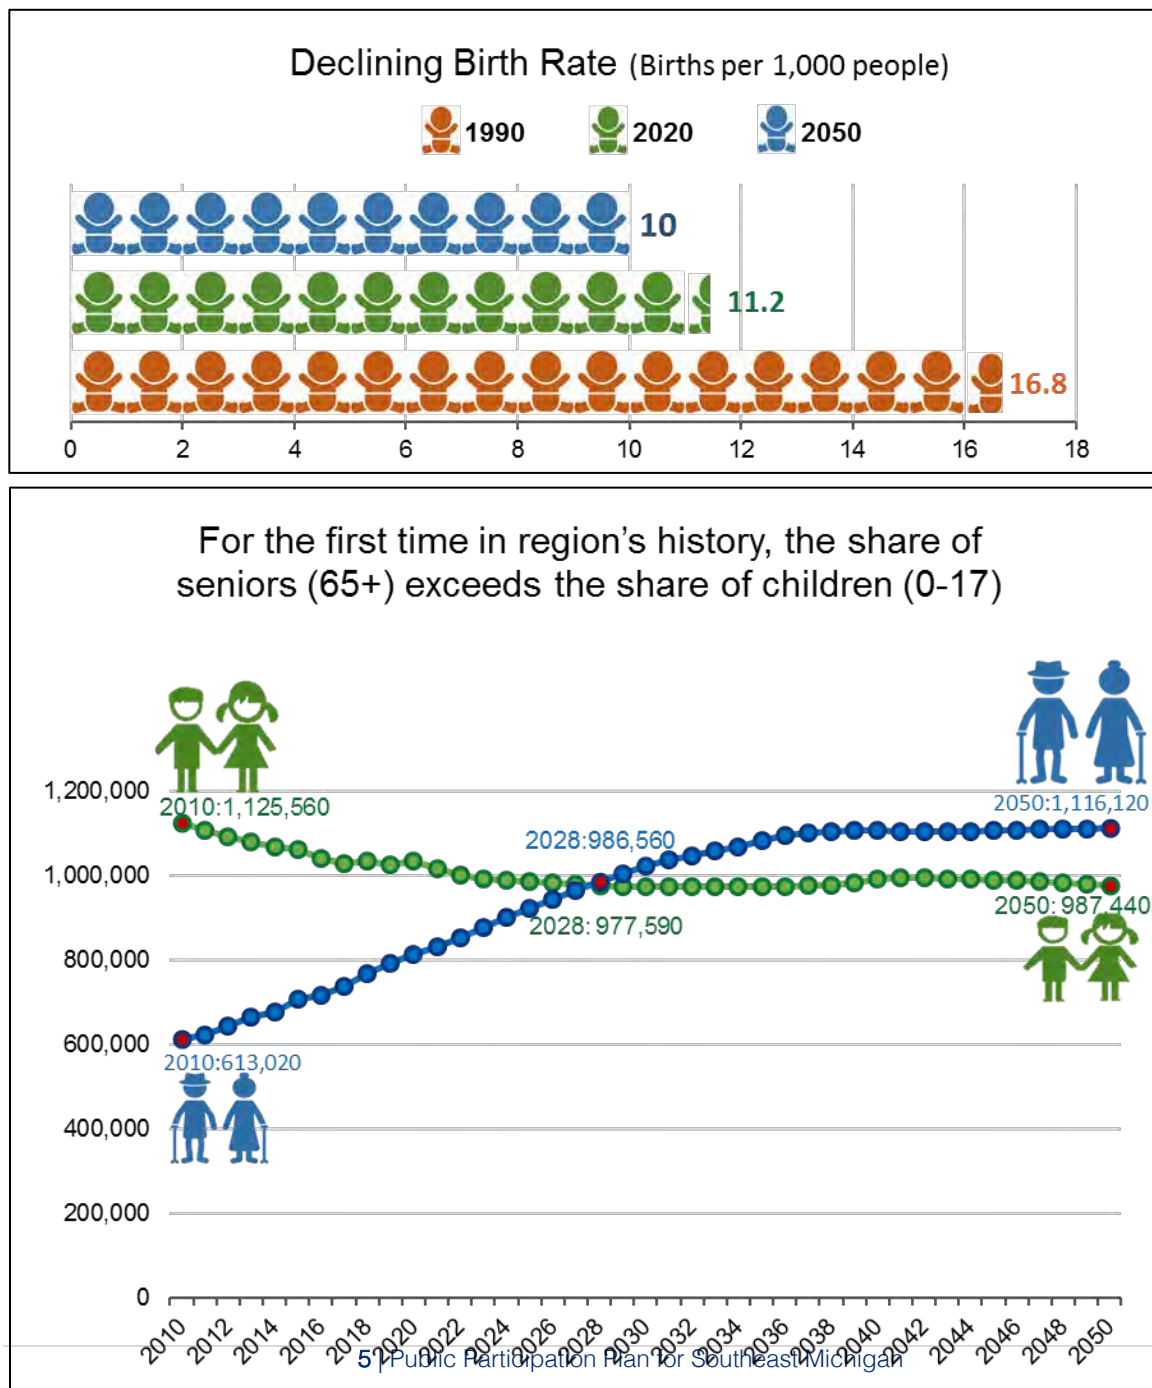 Declining Birth Rate (Births per 1,000 people)
1990 2020 2050
10
11.2
16.8
0 2 4 6 8 10 12 14 16 18
For the first time in region's history, the share of
seniors (65+) exceeds the share of children (0-17)
1,200,000
2010:1,125,560
2050:1,116,120
2028:986,560
1,000,000
2050: 987,440
2028: 977,590
800,000
600,000
2010:613,020
400,000
200,000
0
2010 2012 2014 2016 2018 2020 2022 2024 2026 2028 2030 2032 2034 2036 2038 2040 2042 2044 2046 2048 2050
5 | Public Participation Plan for Southeast Michigan